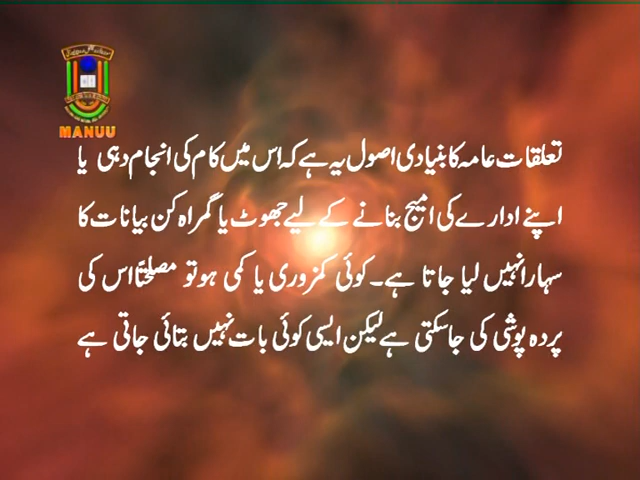 MANUU
تعلقات عامہ کا بنیادی اصول یہ ہے کہ اس میں کام کی انجام دہی یا
اپنے ادارے کی امیج بنانے کے لیے جھوٹ یا گمراہ کن بیانات کا
سہارا نہیں لیا جاتا ہے۔ کوئی کمزوری یا کمی ہو تو مصلحتاً اس کی
پردہ پوشی کی جاسکتی ہے لیکن ایسی کوئی بات نہیں بتائی جاتی ہے